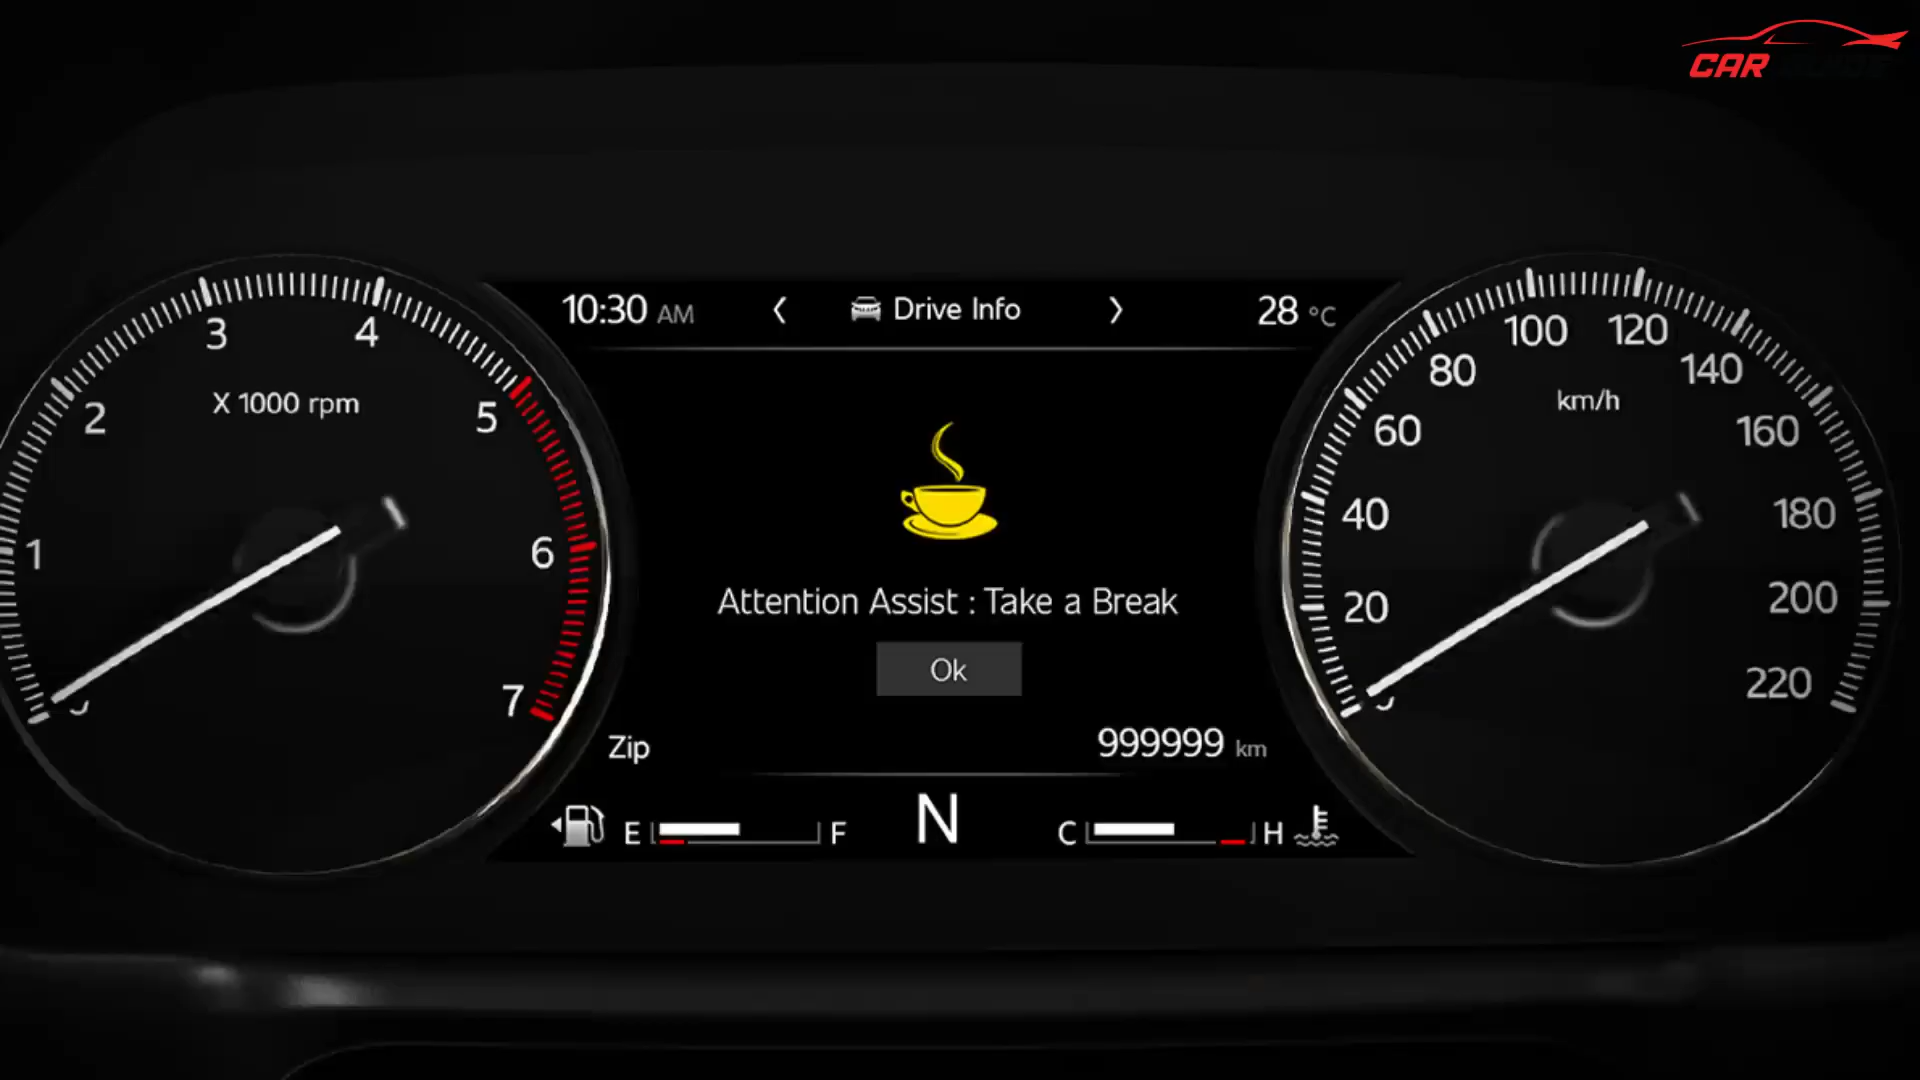 CAR
10:30 AM
Drive Info
28 °C
1
2
3
4
5
6
7
X 1000 rpm
Attention Assist : Take a Break
Ok
Zip
999999 km
E
F
N
C
H
20
40
60
80
100
120
140
160
180
200
220
km/h